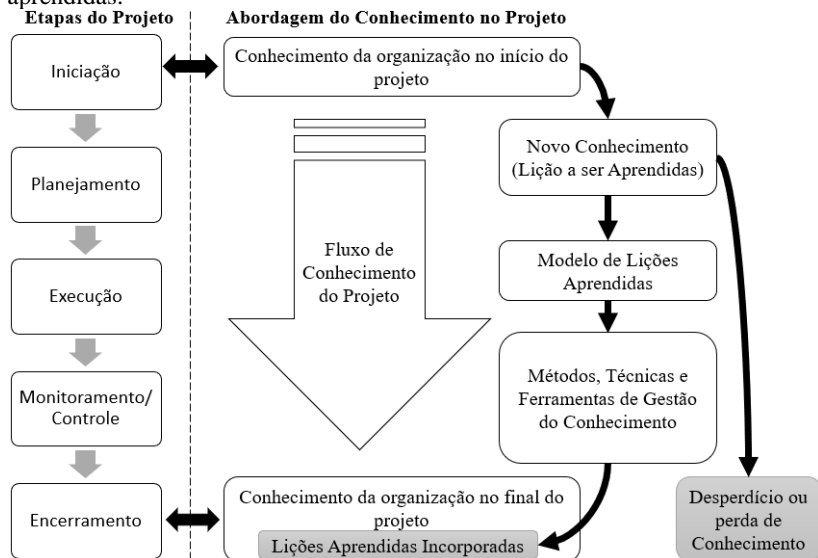 aprendidas.
Etapas do Projeto
Abordagem do Conhecimento no Projeto
Iniciação
Planejamento
Execução
Monitoramento/
Controle
Encerramento
Conhecimento da organização no início do
projeto
Fluxo de
Conhecimento
do Projeto
Novo Conhecimento
(Lição a ser Aprendidas)
Modelo de Lições
Aprendidas
Métodos, Técnicas e
Ferramentas de Gestão
do Conhecimento
Conhecimento da organização no final do
projeto
Lições Aprendidas Incorporadas
Desperdício ou
perda de
Conhecimento